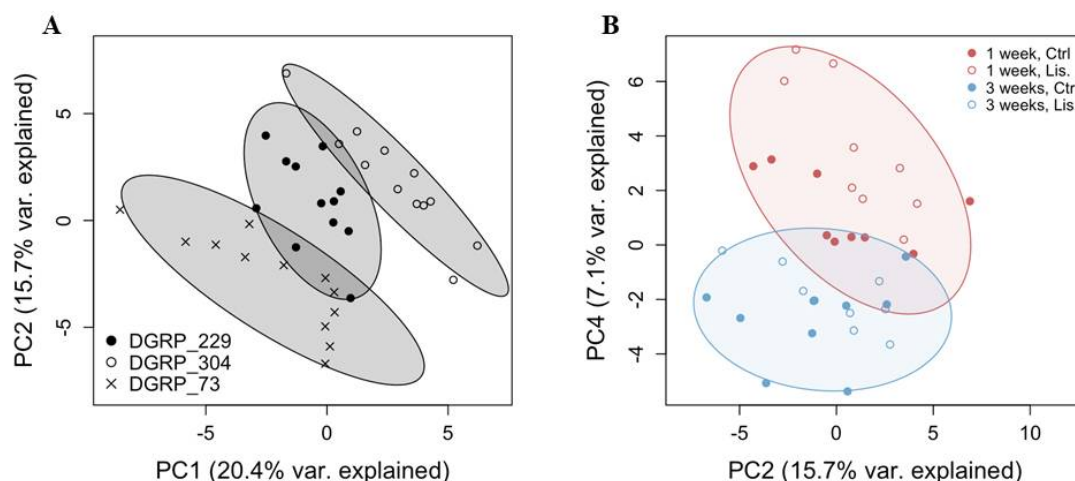 A
PC2 (15.7% var. explained)
5
0
-5
DGRP_229
DGRP_304
DGRP_73
-5 0 5
PC1 (20.4% var. explained)
B
PC4 (7.1% var. explained)
6
4
2
0
-2
-4
1 week, Ctrl
1 week, Lis.
3 weeks, Ctr
3 weeks, Lis
-5 0 5 10
PC2 (15.7% var. explained)